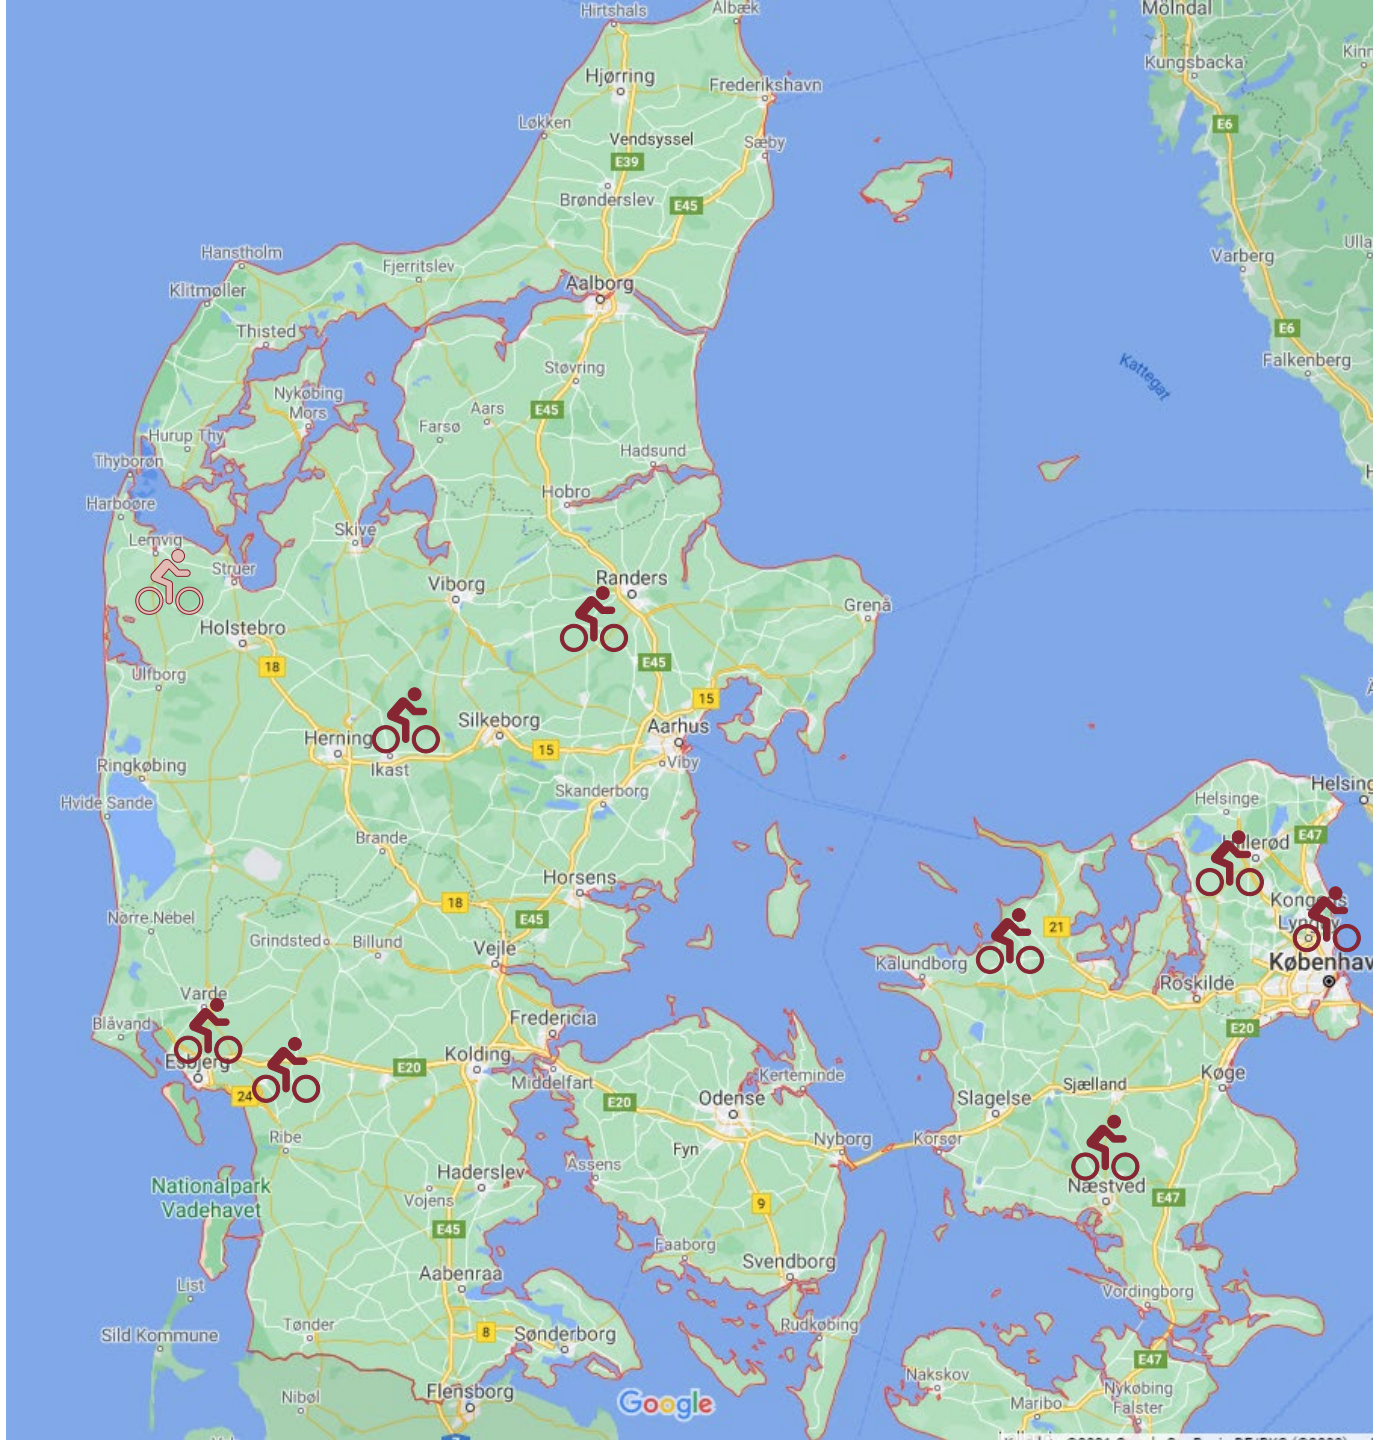 Hirtshals
Ålbæk
Mölndal
Kungsbacka
Hjørring
Frederikshavn
Løkken
E6
Vendsyssel
Sæby
E39
Brønderslev
E45
Hanstholm
Fjerritslev
Varberg
Klitmøller
Aalborg
Thisted
E6
Støvring
Falkenberg
Kattegat
Nykøbing
Mors
E45
Aars
Farsø
Hurup Thy
Hadsund
Thyborøn
Harboøre
Hobro
Skive
Lemvig
Struer
Viborg
Randers
Grenå
Holstebro
18
E45
Ulfborg
15
Silkeborg
Aarhus
Herning
15
Ikast
Viby
Ringkøbing
Hvide Sande
Skanderborg
Helsinge
Brande
E47
Horsens
18
E45
Nørre Nebel
21
Grindsted
Billund
Vejle
Kalundborg
Roskilde
Varde
Blåvand
Fredericia
E20
Esbjerg
E20
Kolding
Middelfart
Kerteminde
Køge
24
E20
Odense
Slagelse
Sjælland
Ribe
Fyn
Nyborg
Korsør
Assens
Haderslev
Nationalpark
Vadehavet
Vojens
9
Næstved
E47
E45
Faaborg
Svendborg
Aabenraa
List
Vordingborg
Tønder
8
Rudkøbing
Sild Kommune
Sønderborg
E47
Nibøl
Flensborg
Google
Nakskov
Maribo
Nykøbing
Falster